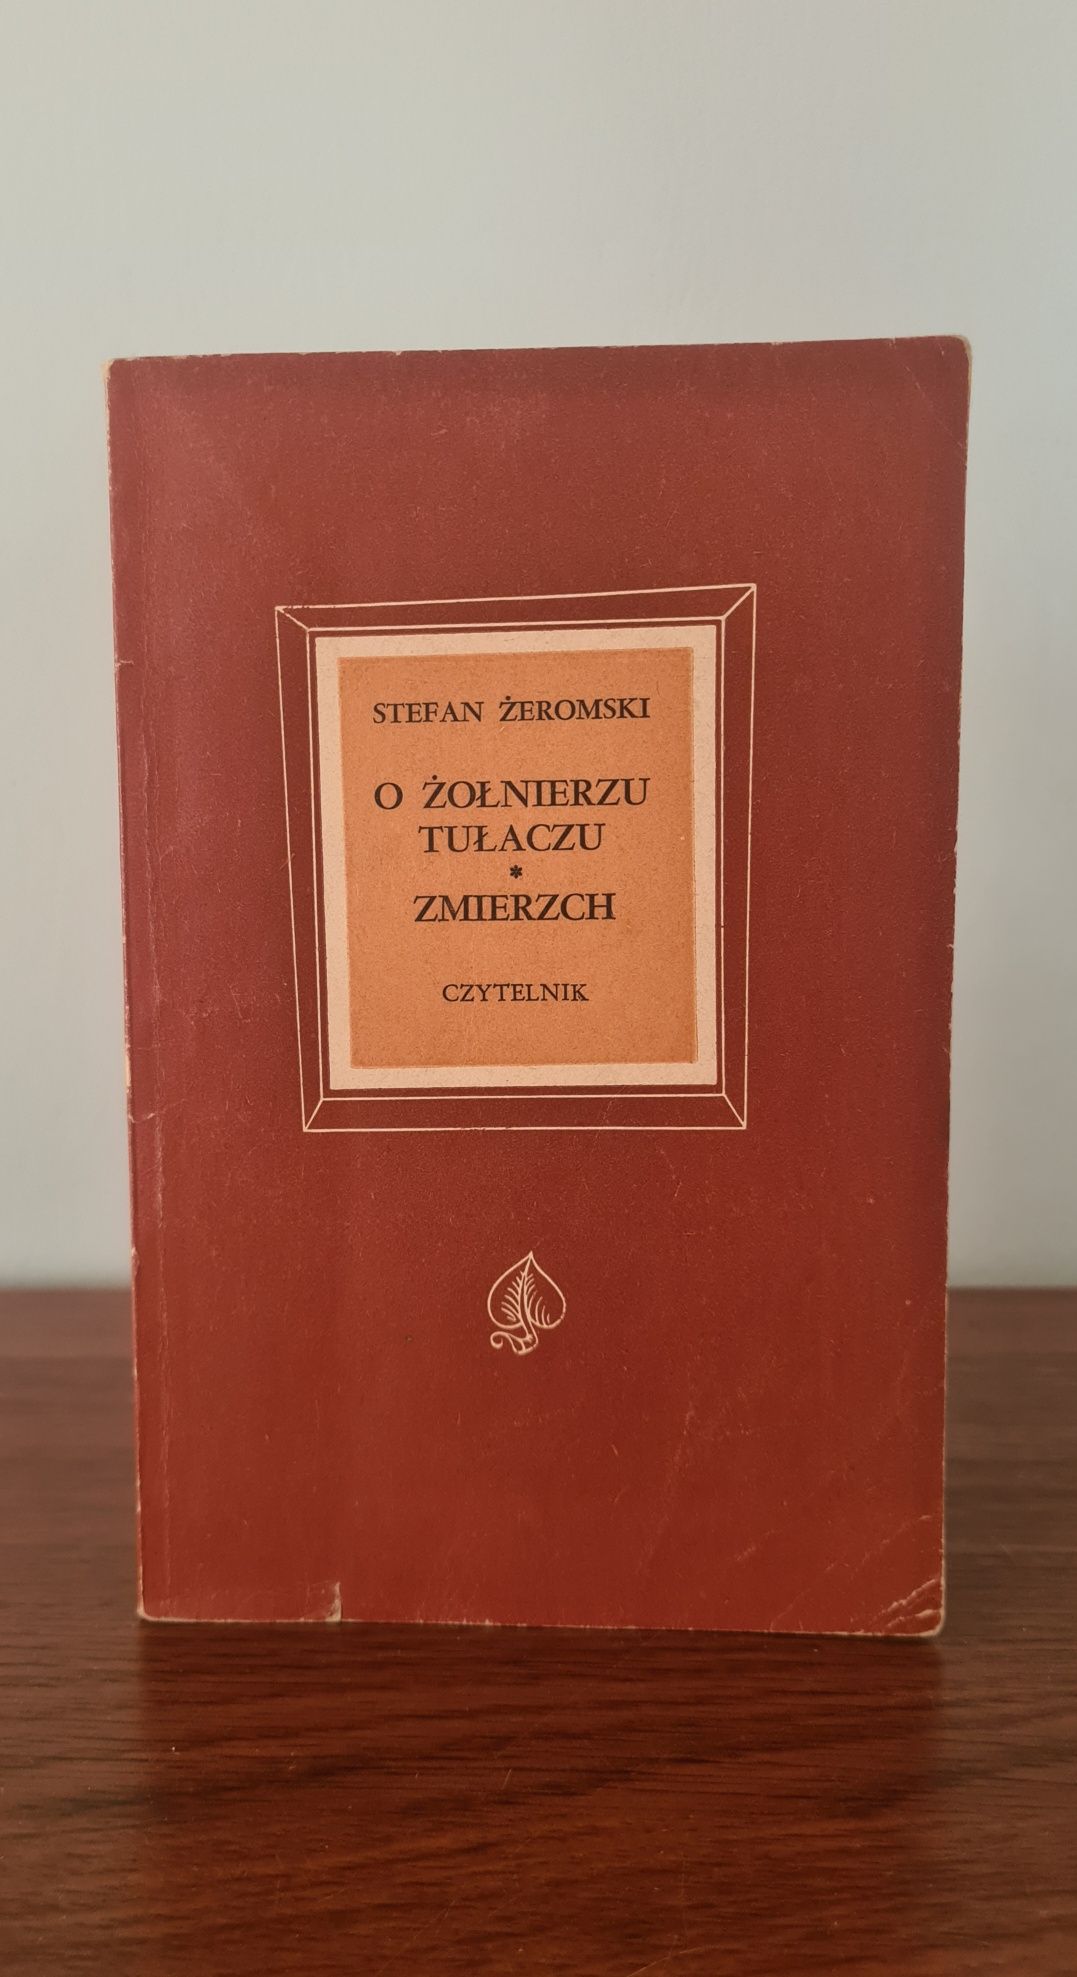 STEFAN ŻEROMSKI
O ŻOŁNIERZU
TUŁACZU
*
ZMIERZCH
CZYTELNIK